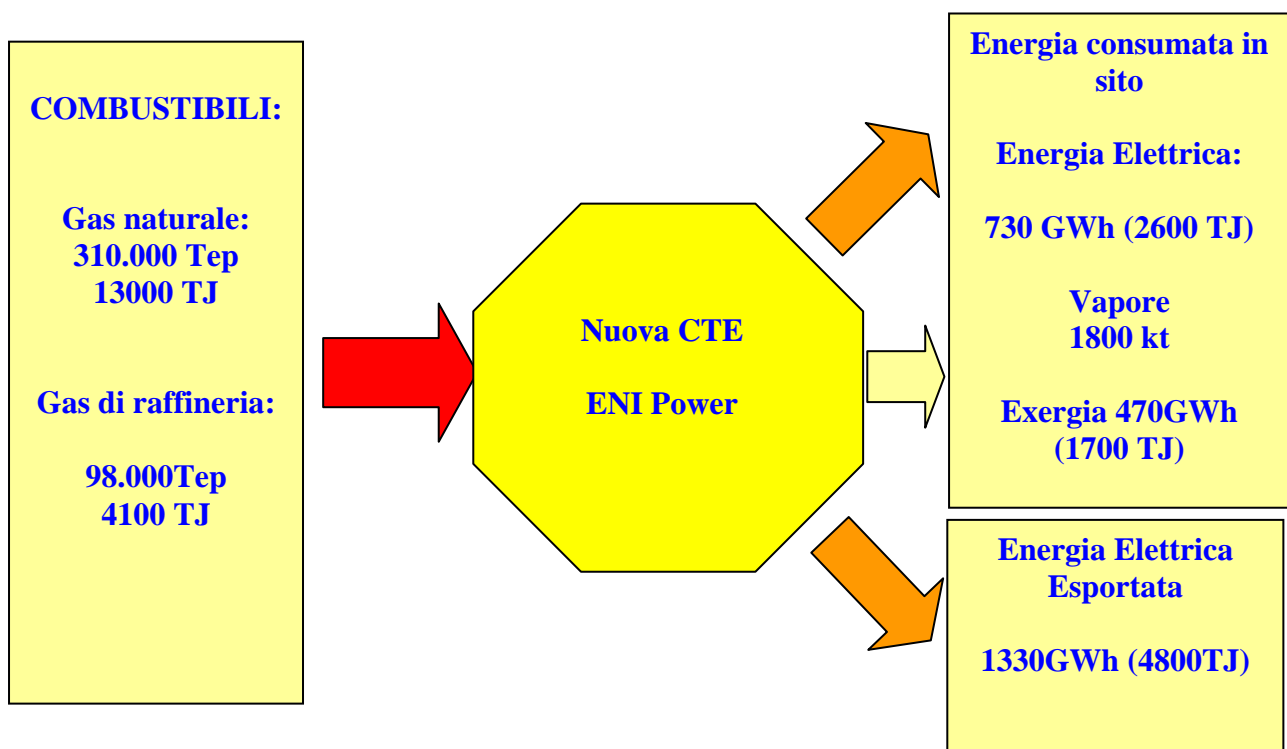 COMBUSTIBILI:
Gas naturale:
310.000 Tep
13000 TJ
Gas di raffineria:
98.000Tep
4100 TJ
Nuova CTE
ENI Power
Energia consumata in
sito
Energia Elettrica:
730 GWh (2600 TJ)
Vapore
1800 kt
Exergia 470GWh
(1700 TJ)
Energia Elettrica
Esportata
1330GWh (4800TJ)